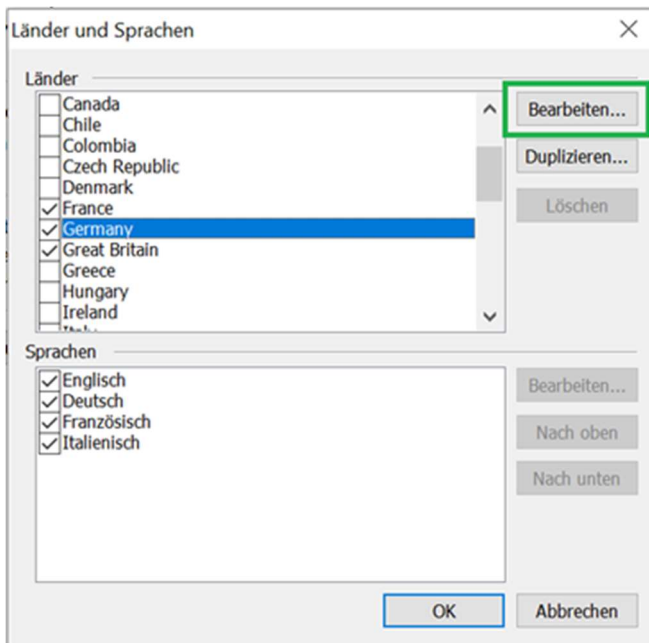 Länder und Sprachen
Länder
Canada
Chile
Colombia
Czech Republic
Denmark
France
Germany
Great Britain
Greece
Hungary
Ireland
Bearbeiten...
Duplizieren...
Löschen
Sprachen
Englisch
Deutsch
Französisch
Italienisch
Bearbeiten...
Nach oben
Nach unten
OK
Abbrechen